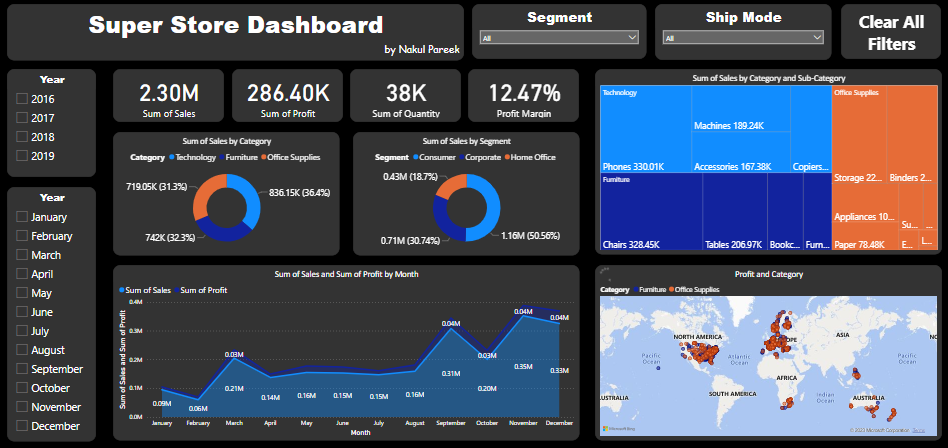 Super Store Dashboard
by Nakul Pareek
Segment
All
Ship Mode
All
Clear All
Filters
Year
2016
2017
2018
2019
2.30M
Sum of Sales
286.40K
Sum of Profit
38K
Sum of Quantity
12.47%
Profit Margin
Year
January
February
March
April
May
June
July
August
September
October
November
December
Sum of Sales by Category
Category Technology Furniture Office Supplies
719.05K (31.3%)
836.15K (36.4%)
742K (32.3%)
Sum of Sales by Segment
Segment Consumer Corporate Home Office
0.43M (18.7%)
0.71M (30.74%)
1.16M (50.56%)
Sum of Sales by Category and Sub-Category
Technology
Phones 330.01K
Machines 189.24K
Accessories 167.38K
Copiers...
Furniture
Chairs 328.45K
Tables 206.97K
Bookc...
Furn...
Office Supplies
Storage 22...
Binders 2...
Appliances 10...
Paper 78.48K
Su...
...
E...
L...
Sum of Sales and Sum of Profit by Month
Sum of Sales Sum of Profit
Sum of Sales and Sum of Profit
0.4M
0.3M
0.2M
0.1M
0.0M
0.03M
0.04M
0.03M
0.04M
0.04M
0.09M
0.06M
0.21M
0.14M
0.16M
0.15M
0.15M
0.16M
0.31M
0.20M
0.35M
0.33M
January February March April May June July August September October November December
Month
Profit and Category
Category Furniture Office Supplies
NORTH AMERICA
ASIA
Pacific
Ocean
Atlantic
Ocean
AFRICA
SOUTH AMERICA
Indian
Ocean
AUSTRALIA
Pacific
Ocean
Microsoft Bing
© 2023 Microsoft Corporation Terms